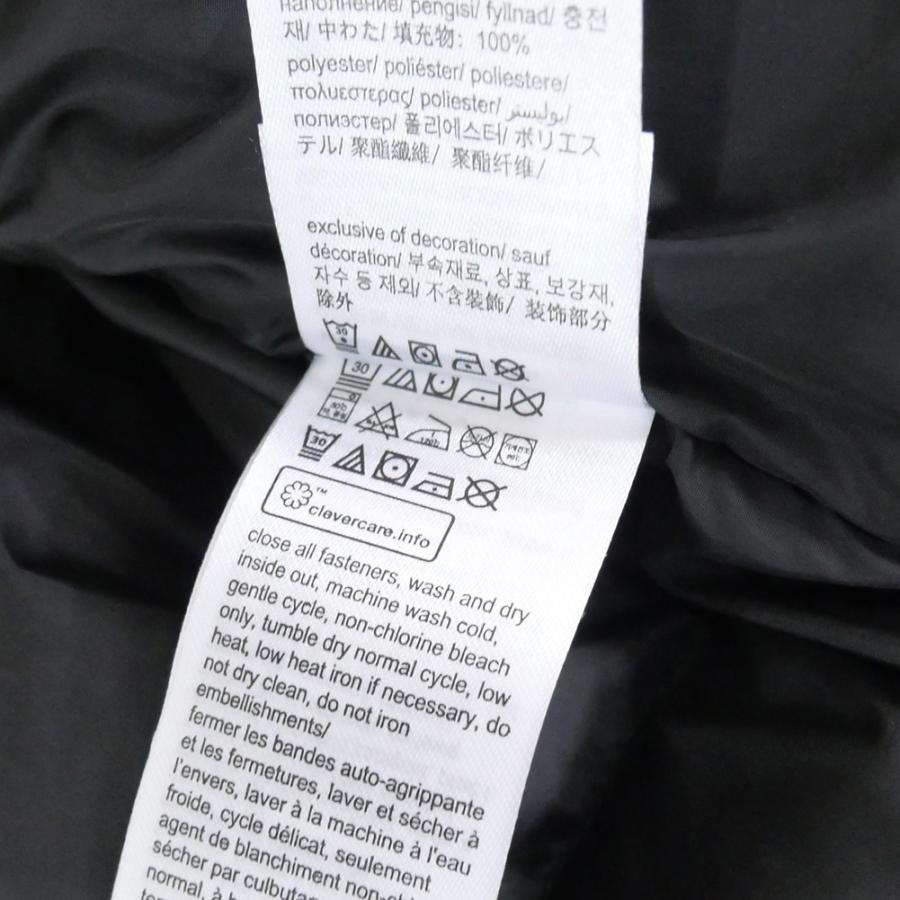 наполнение/ pengisi/ fyllnad/ 충전
재/ 中わた/ 填充物: 100%
polyester/ poliéster/ poliestere/
πολυεστερας/ poliester/ بوليستر/
полиэстер/ 폴리에스터/ ポリエス
テル/ 聚酯纖維/ 聚酯纤维/
exclusive of decoration/ sauf
décoration/ 부속재료, 상표, 보강재,
자수 등 제외/ 不含裝飾/ 装饰部分
除外
30
30
30
clevercare.info
close all fasteners, wash and dry
inside out, machine wash cold,
gentle cycle, non-chlorine bleach
only, tumble dry normal cycle, low
heat, low heat iron if necessary, do
not dry clean, do not iron
embellishments/
fermer les bandes auto-agrippante
et les fermetures, laver et sécher à
l'envers, laver à la machine à l'eau
froide, cycle délicat, seulement
agent de blanchiment
sécher par
normal, à